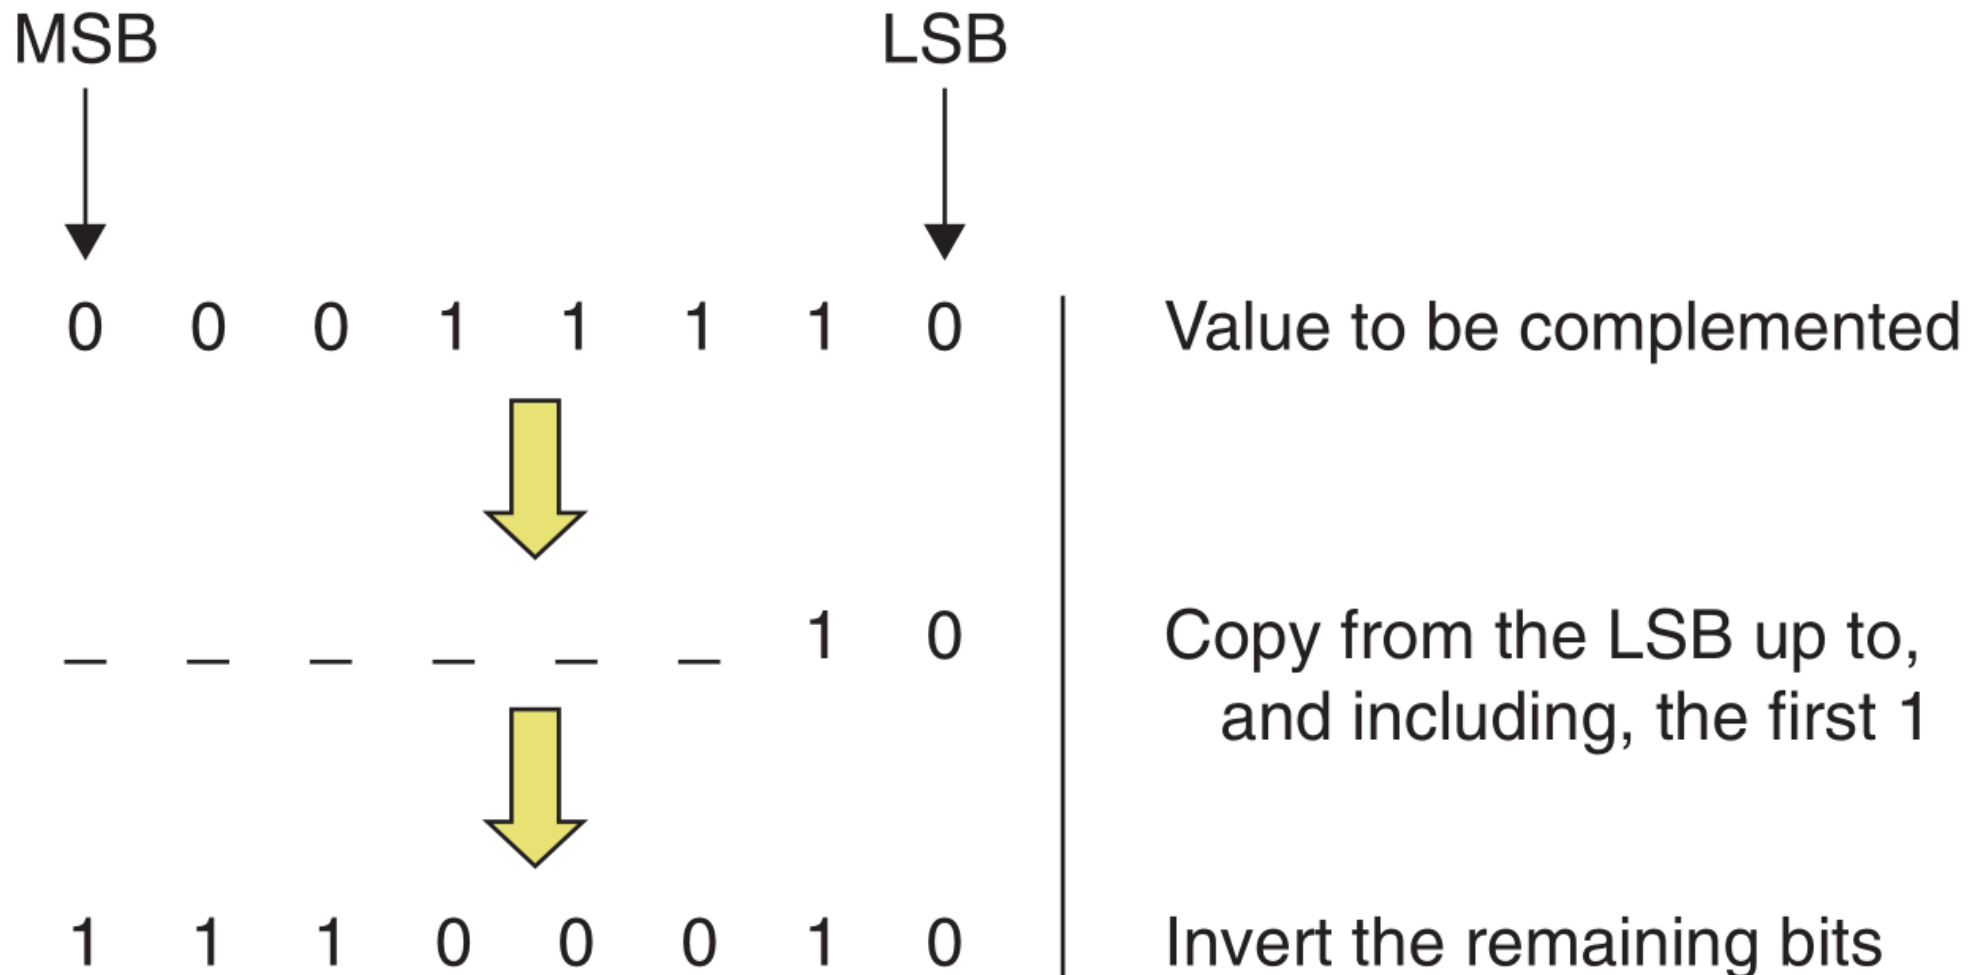 MSB LSB
0 0 0 1 1 1 1 0 Value to be complemented
_ _ _ _ _ _ 1 0 Copy from the LSB up to,
and including, the first 1
1 1 1 0 0 0 1 0 Invert the remaining bits